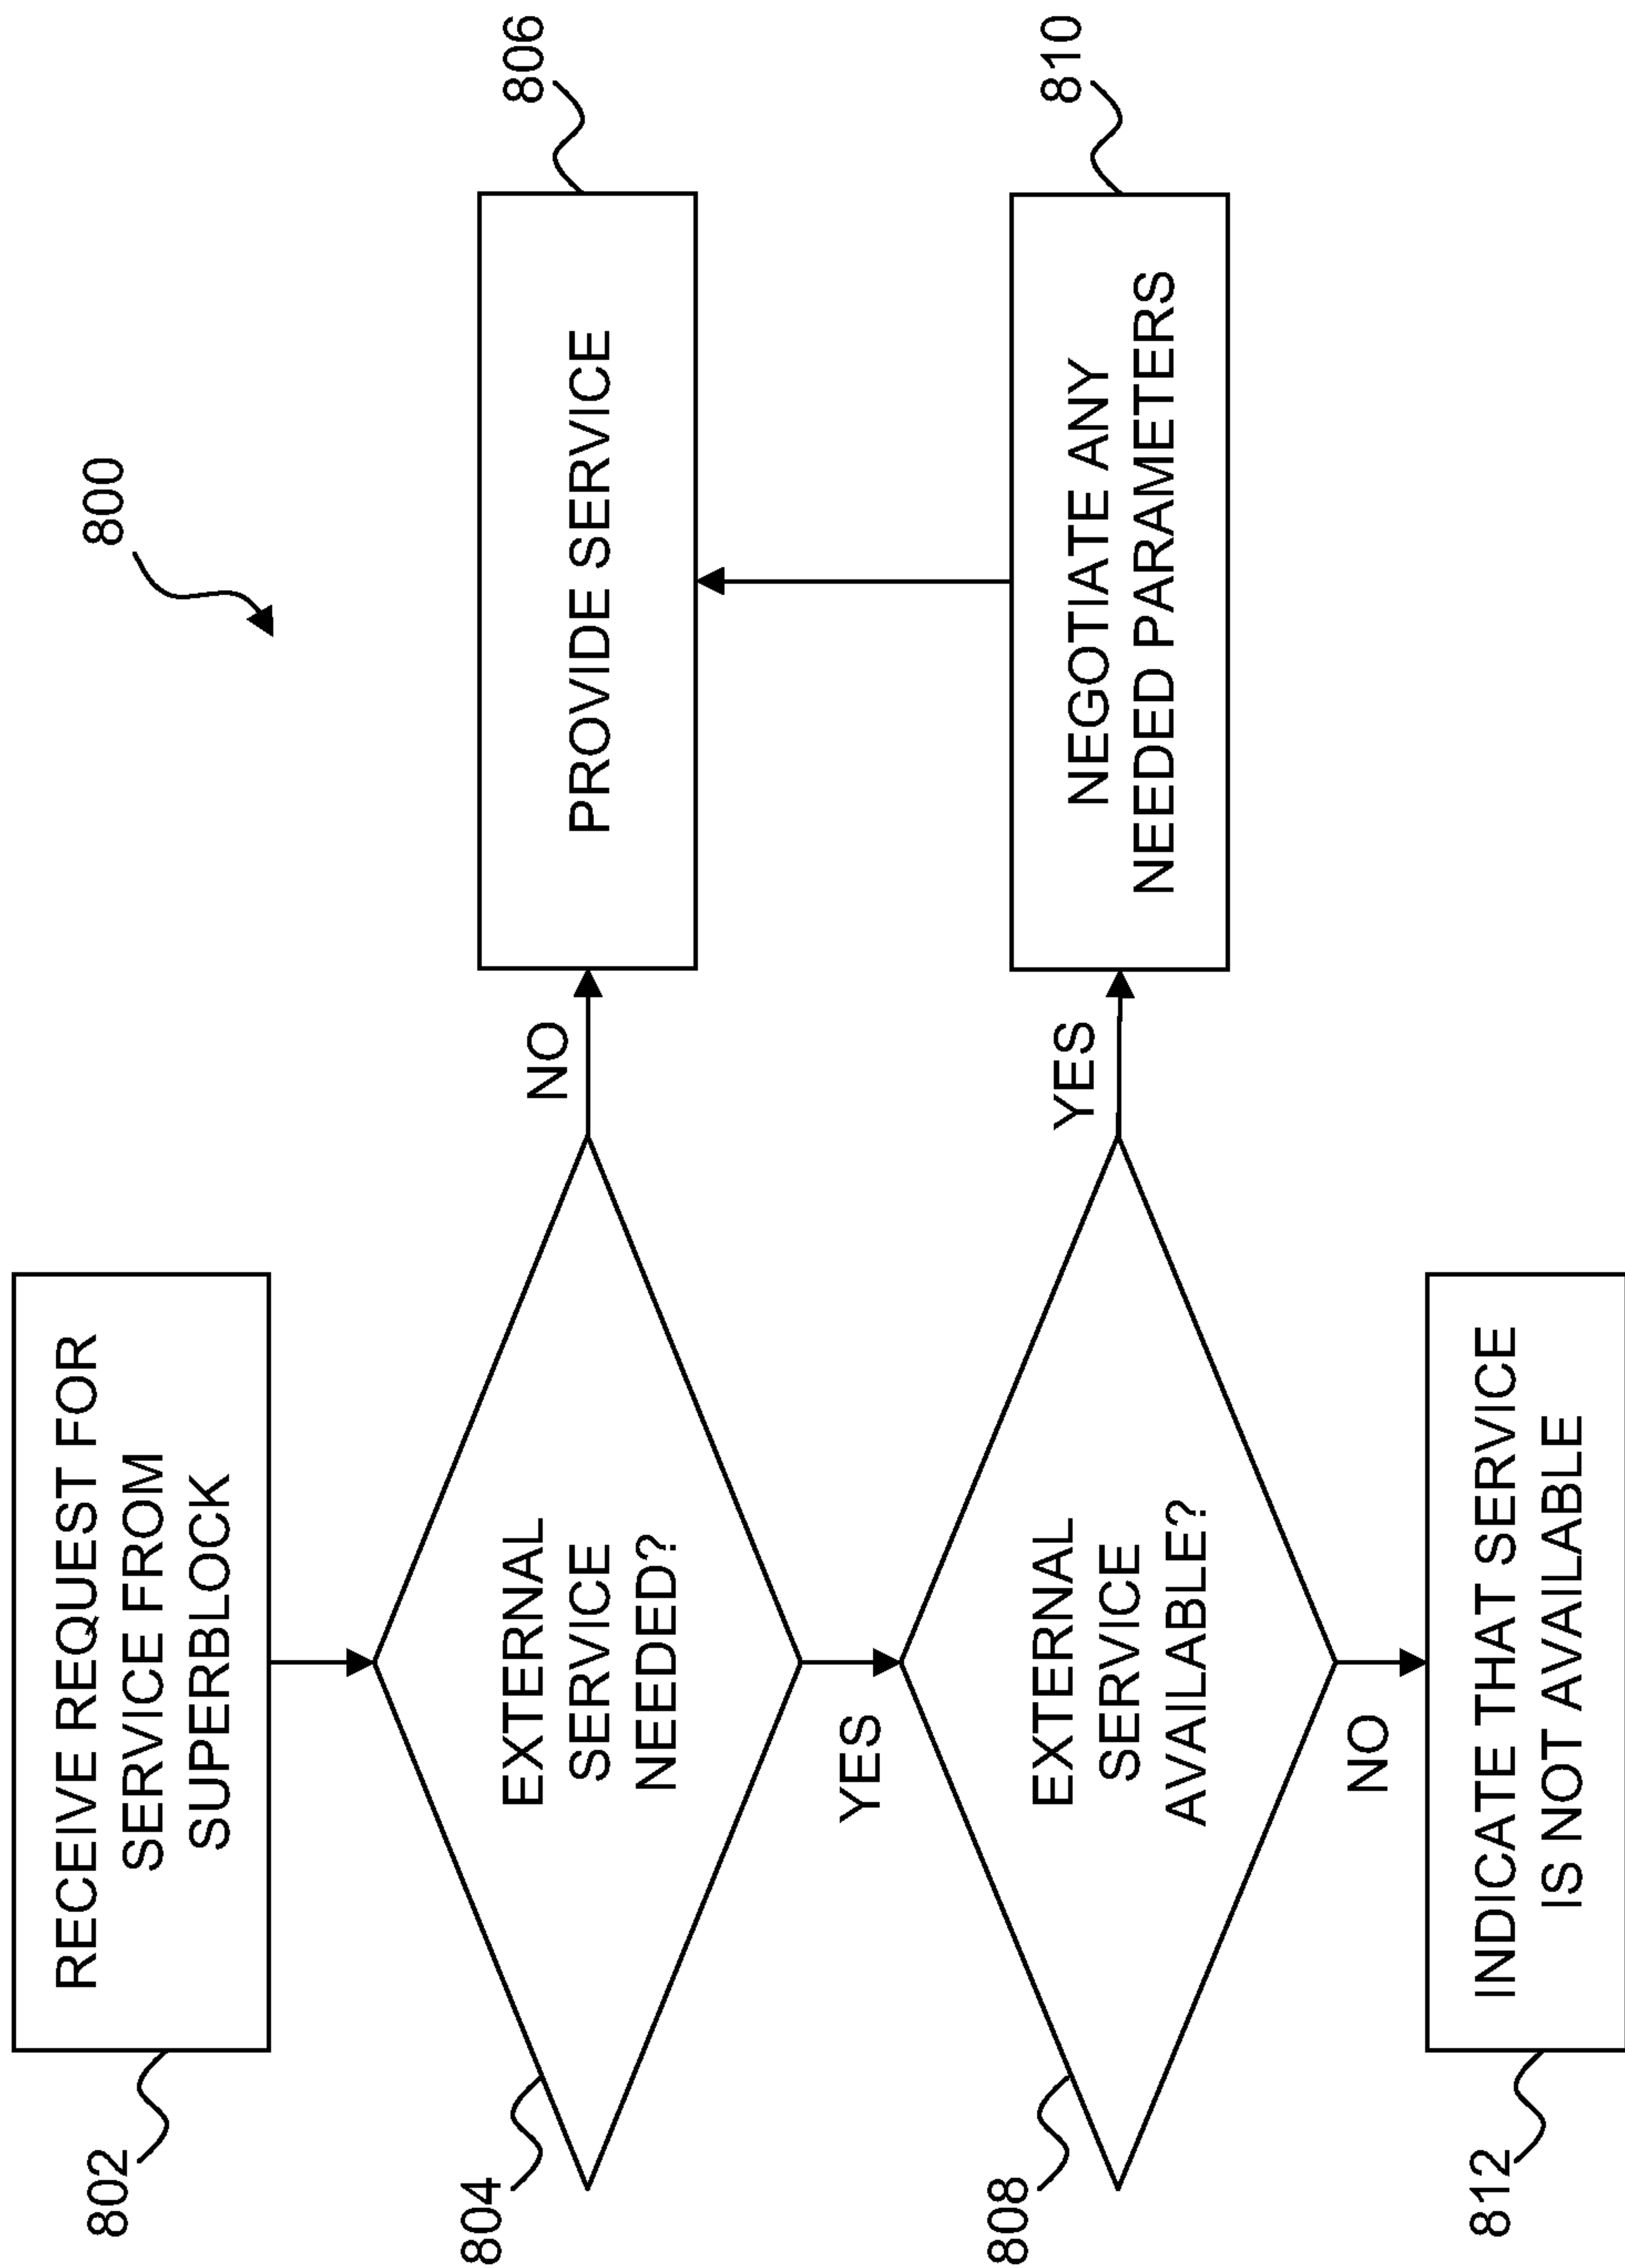 800
802
RECEIVE REQUEST FOR
SERVICE FROM
SUPERBLOCK
804
EXTERNAL
SERVICE
NEEDED?
NO
PROVIDE SERVICE
806
YES
808
EXTERNAL
SERVICE
AVAILABLE?
YES
NEGOTIATE ANY
NEEDED PARAMETERS
810
NO
812
INDICATE THAT SERVICE
IS NOT AVAILABLE